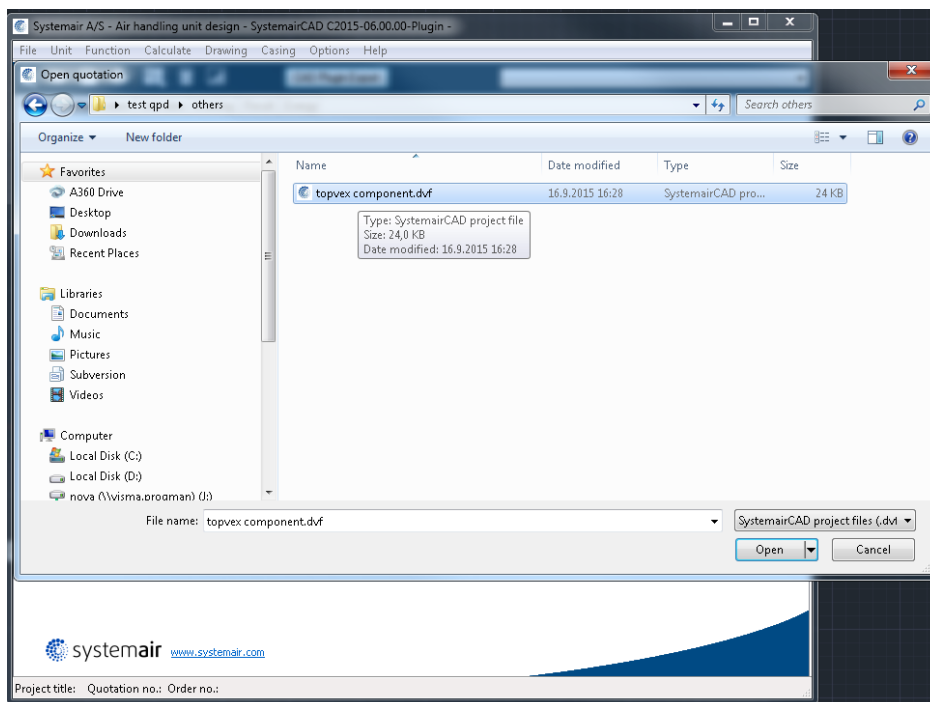 Systemair A/S - Air handling unit design - SystemairCAD C2015-06.00.00-Plugin -
File Unit Function Calculate Drawing Casing Options Help
Open quotation
test qpd ▸ others
Search others
Organize New folder
Name Date modified Type Size
Favorites
A360 Drive
Desktop
Downloads
Recent Places
Libraries
Documents
Music
Pictures
Subversion
Videos
Computer
Local Disk (C:)
Local Disk (D:)
nova (\\visma.progman) (J:)
topvex component.dvf 16.9.2015 16:28 SystemairCAD pro... 24 KB
Type: SystemairCAD project file
Size: 24,0 KB
Date modified: 16.9.2015 16:28
File name: topvex component.dvf SystemairCAD project files (.dvf
Open Cancel
systemair www.systemair.com
Project title: Quotation no.: Order no.: